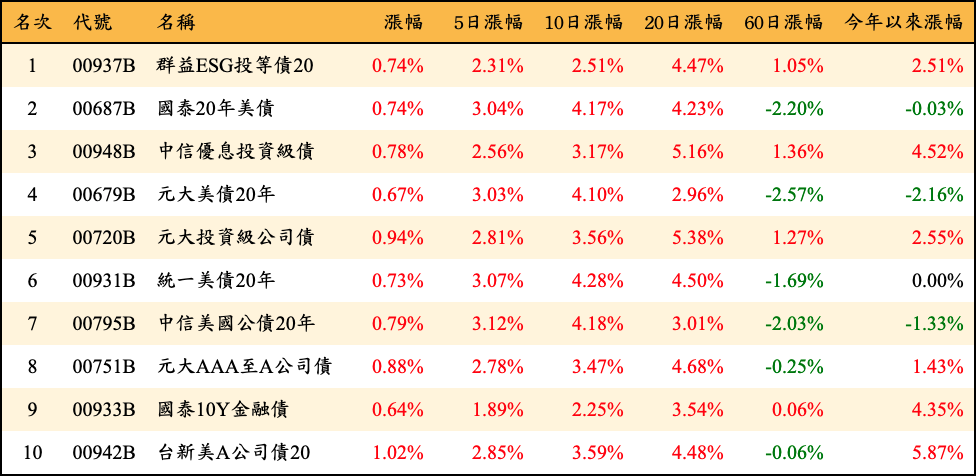 名次 代號 名稱 漲幅 5日漲幅 10日漲幅 20日漲幅 60日漲幅 今年以來漲幅
1 00937B 群益ESG投等債20 0.74% 2.31% 2.51% 4.47% 1.05% 2.51%
2 00687B 國泰20年美債 0.74% 3.04% 4.17% 4.23% -2.20% -0.03%
3 00948B 中信優息投資級債 0.78% 2.56% 3.17% 5.16% 1.36% 4.52%
4 00679B 元大美債20年 0.67% 3.03% 4.10% 2.96% -2.57% -2.16%
5 00720B 元大投資級公司債 0.94% 2.81% 3.56% 5.38% 1.27% 2.55%
6 00931B 統一美債20年 0.73% 3.07% 4.28% 4.50% -1.69% 0.00%
7 00795B 中信美國公債20年 0.79% 3.12% 4.18% 3.01% -2.03% -1.33%
8 00751B 元大AAA至A公司債 0.88% 2.78% 3.47% 4.68% -0.25% 1.43%
9 00933B 國泰10Y金融債 0.64% 1.89% 2.25% 3.54% 0.06% 4.35%
10 00942B 台新美A公司債20 1.02% 2.85% 3.59% 4.48% -0.06% 5.87%